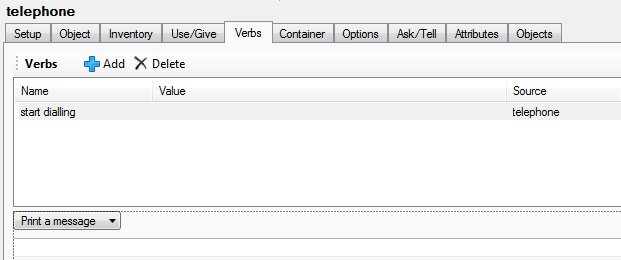 telephone
Setup Object Inventory Use/Give Verbs Container Options Ask/Tell Attributes Objects
Verbs Add Delete
Name Value Source
start dialling telephone
Print a message